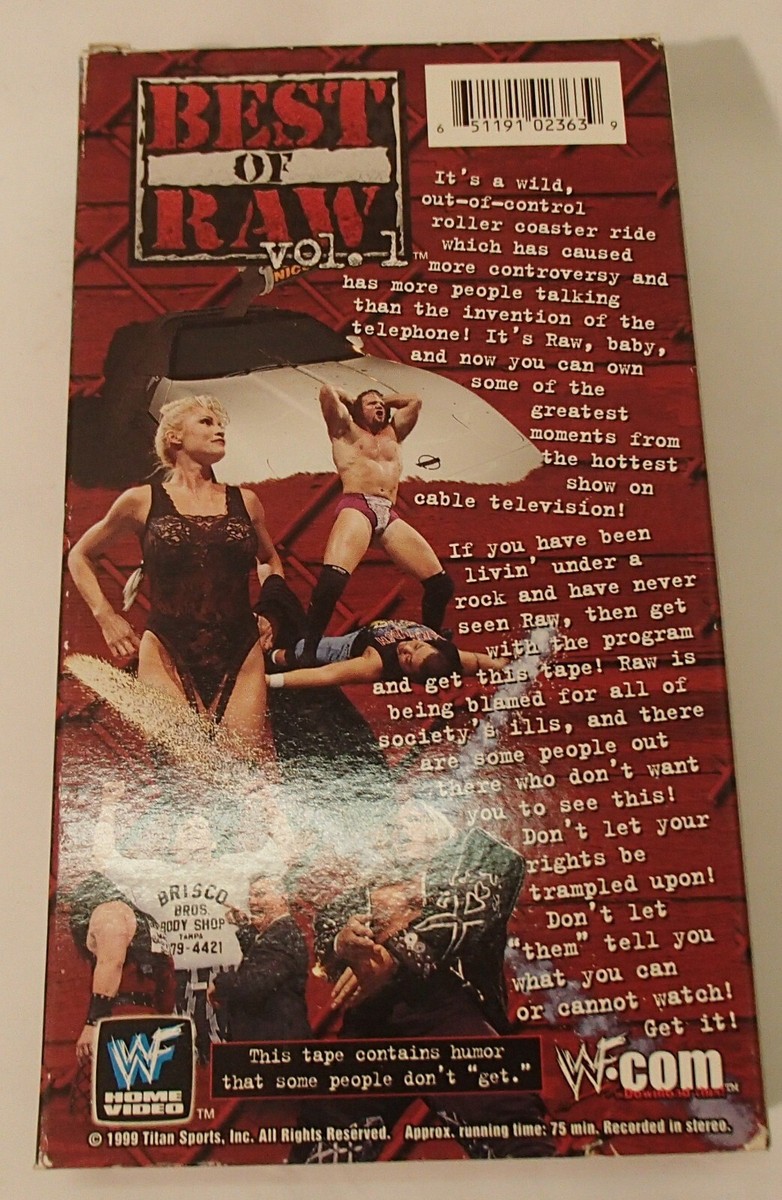 BEST
OF
RAW
vol. 1™
6 51191 02363 9
It's a wild,
out-of-control
roller coaster ride
which has caused
more controversy and
has more people talking
than the invention of the
telephone! It's Raw, baby,
and now you can own
some of the
greatest
moments from
the hottest
show on
cable television!
If you have been
livin' under a
rock and have never
seen Raw, then get
with the program
and get this tape! Raw is
being blamed for all of
society's ills, and there
are some people out
there who don't want
you to see this!
Don't let your
rights be
trampled upon!
Don't let
"them" tell you
what you can
or cannot watch!
Get it!
BRISCO
BROS.
BODY SHOP
TAMPA
79-4421
WF
HOME
VIDEO™
This tape contains humor
that some people don't "get."
WF.com™
© 1999 Titan Sports, Inc. All Rights Reserved. Approx. running time: 75 min. Recorded in stereo.